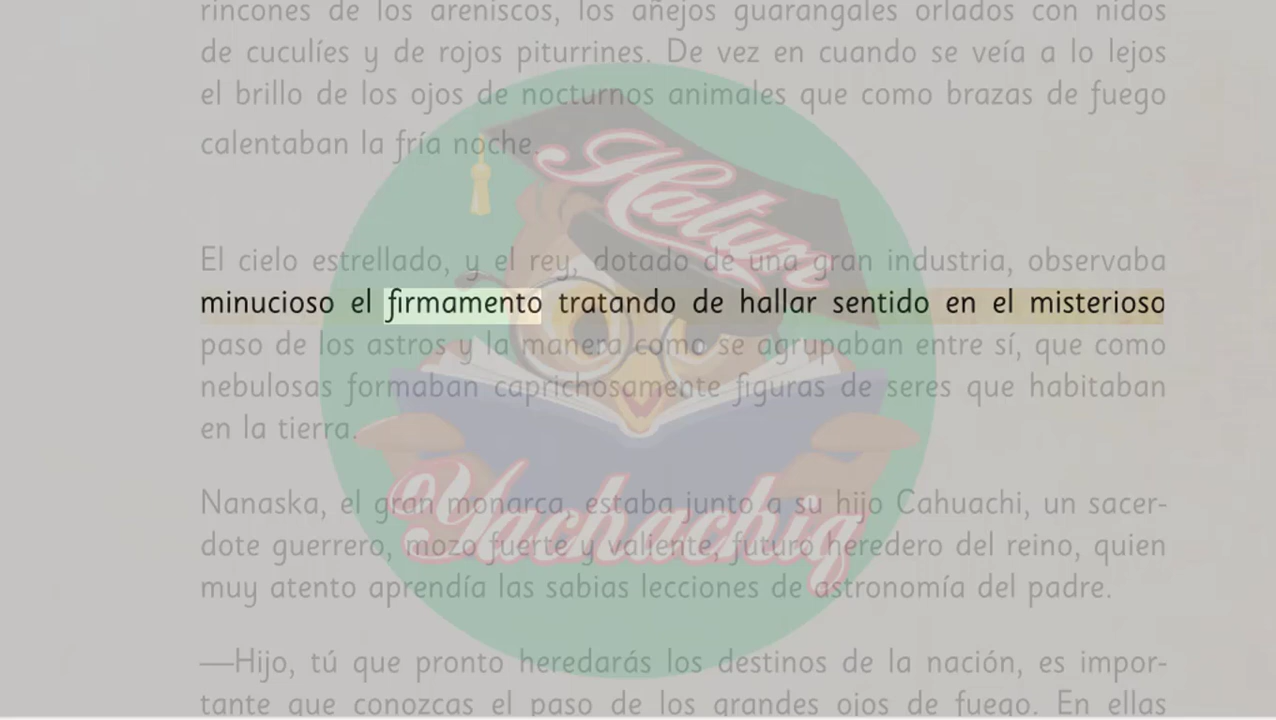 rincones de los areniscos, los añejos guarangales orlados con nidos
de cuculíes y de rojos piturrines. De vez en cuando se veía a lo lejos
el brillo de los ojos de nocturnos animales que como brazas de fuego
calentaban la fría noche.
Hatun
El cielo estrellado, y el rey, dotado de una gran industria, observaba
minucioso el firmamento tratando de hallar sentido en el misterioso
paso de los astros y la manera como se agrupaban entre sí, que como
nebulosas formaban caprichosamente figuras de seres que habitaban
en la tierra.
Yachachiq
Nanaska, el gran monarca, estaba junto a su hijo Cahuachi, un sacer-
dote guerrero, mozo fuerte y valiente, futuro heredero del reino, quien
muy atento aprendía las sabias lecciones de astronomía del padre.
—Hijo, tú que pronto heredarás los destinos de la nación, es impor-
tante que conozcas el paso de los grandes ojos de fuego. En ellas